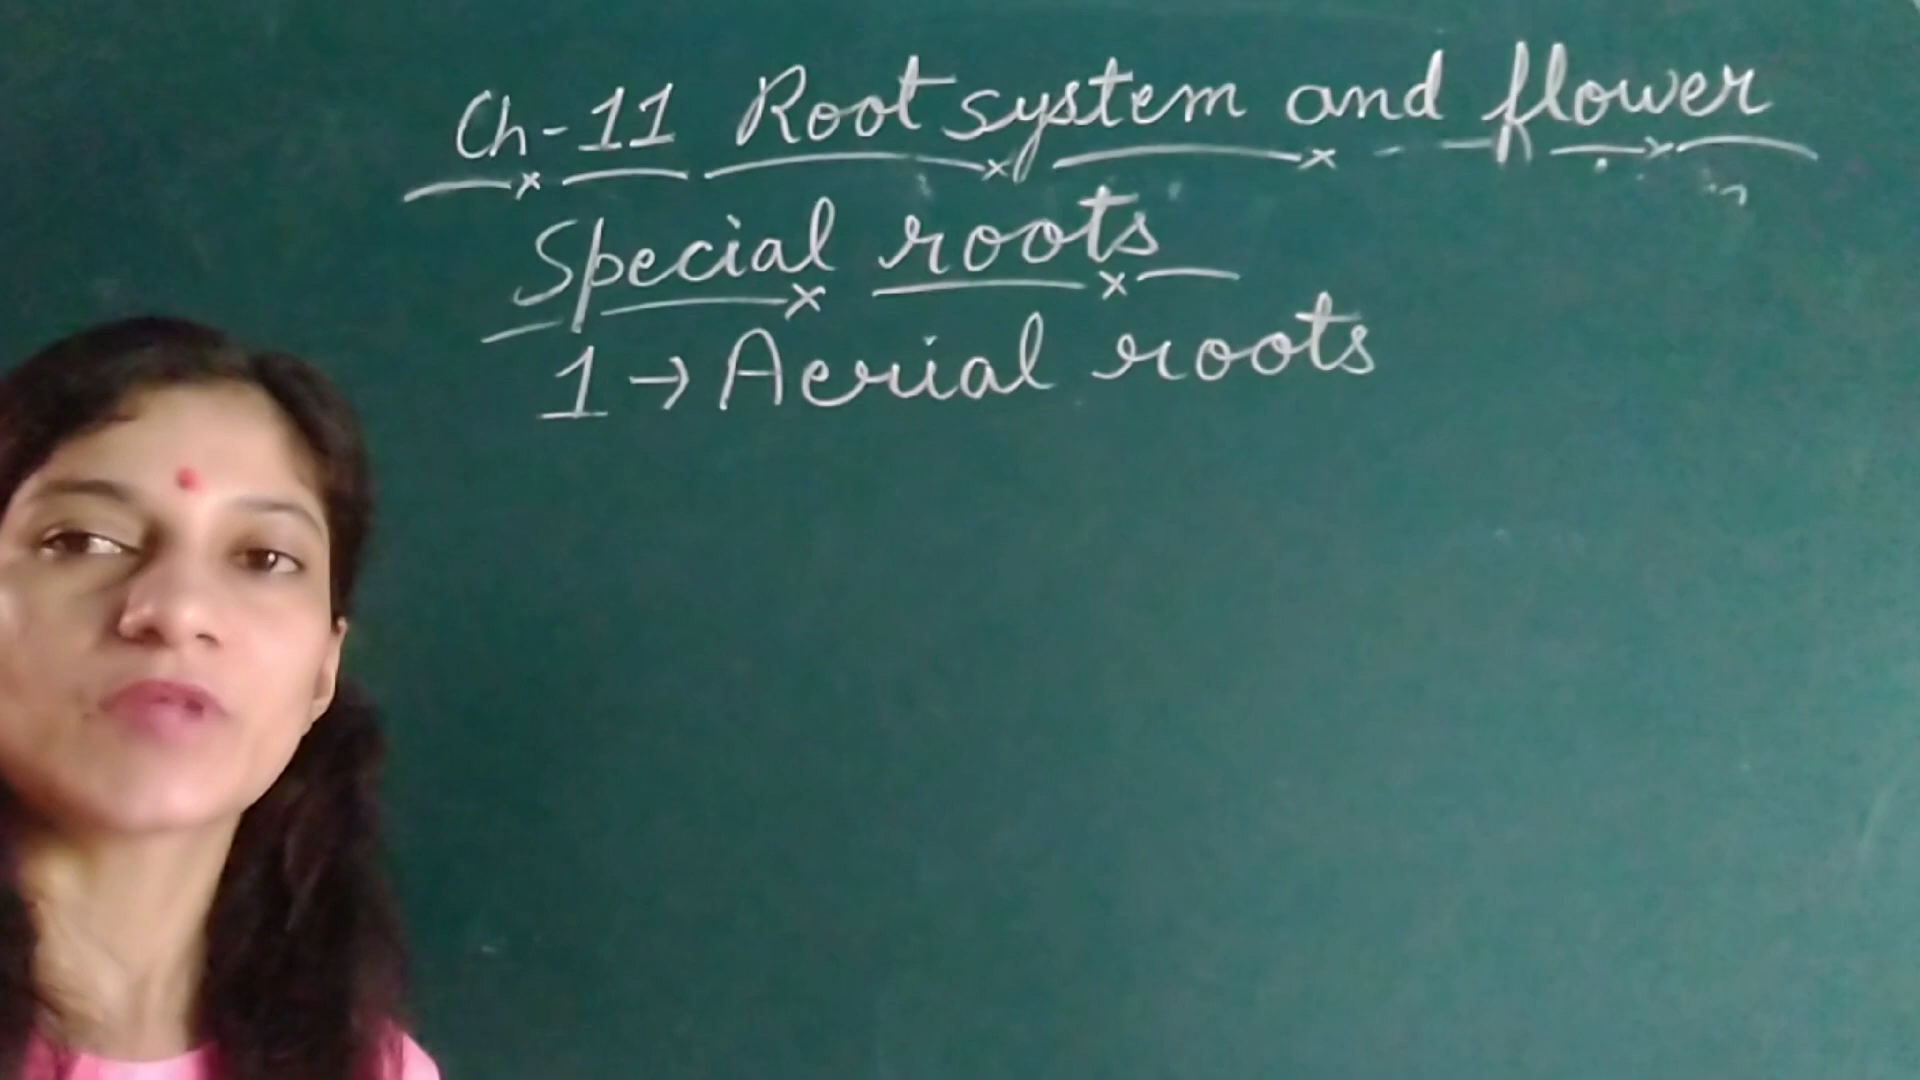 Ch-11 Root system and flower
Special roots
1 → Aerial roots